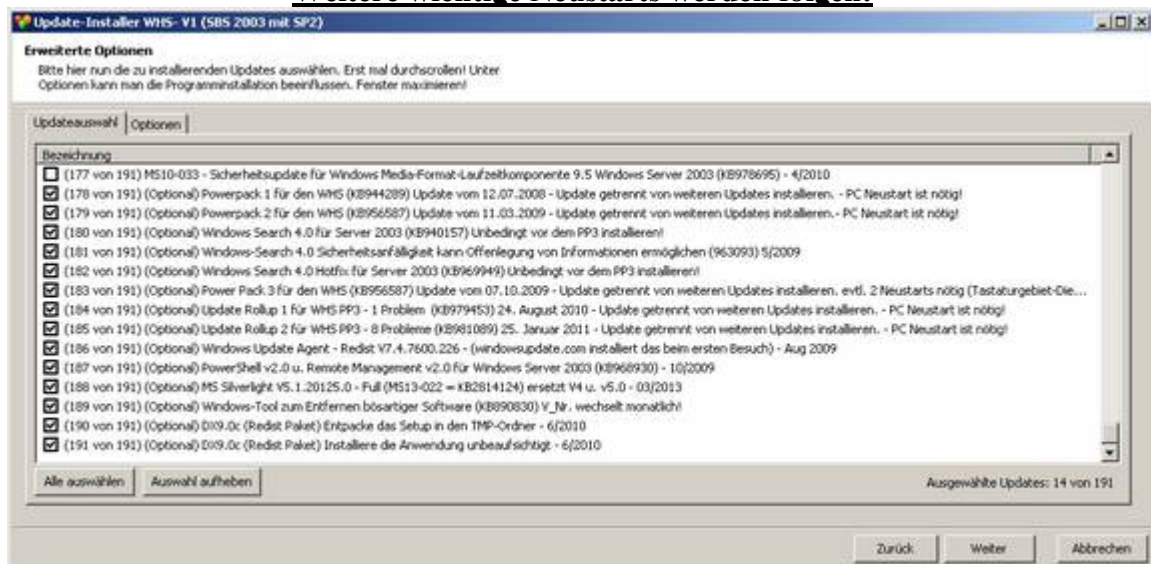 Weitere wichtige Neustarts werden folgen!
Update-Installer WHS- V1 (SBS 2003 mit SP2)
Erweiterte Optionen
Bitte hier nun die zu installierenden Updates auswählen. Erst mal durchscrollen! Unter
Optionen kann man die Programminstallation beeinflussen. Fenster maximieren!
Updateauswahl Optionen
Bezeichnung
(177 von 191) MS10-033 - Sicherheitsupdate für Windows Media-Format-Laufzeitkomponente 9.5 Windows Server 2003 (KB978695) - 4/2010
(178 von 191) (Optional) Powerpack 1 für den WHS (KB944289) Update vom 12.07.2008 - Update getrennt von weiteren Updates installieren. - PC Neustart ist nötig!
(179 von 191) (Optional) Powerpack 2 für den WHS (KB956587) Update vom 11.03.2009 - Update getrennt von weiteren Updates installieren.- PC Neustart ist nötig!
(180 von 191) (Optional) Windows Search 4.0 für Server 2003 (KB940157) Unbedingt vor dem PP3 installieren!
(181 von 191) (Optional) Windows-Search 4.0 Sicherheitsanfälligkeit kann Offenlegung von Informationen ermöglichen (963093) 5/2009
(182 von 191) (Optional) Windows Search 4.0 Hotfix für Server 2003 (KB969949) Unbedingt vor dem PP3 installieren!
(183 von 191) (Optional) Power Pack 3 für den WHS (KB956587) Update vom 07.10.2009 - Update getrennt von weiteren Updates installieren. evtl. 2 Neustarts nötig (Tastaturgebiet-Die...
(184 von 191) (Optional) Update Rollup 1 für WHS PP3 - 1 Problem (KB979453) 24. August 2010 - Update getrennt von weiteren Updates installieren. - PC Neustart ist nötig!
(185 von 191) (Optional) Update Rollup 2 für WHS PP3 - 8 Probleme (KB981089) 25. Januar 2011 - Update getrennt von weiteren Updates installieren. - PC Neustart ist nötig!
(186 von 191) (Optional) Windows Update Agent - Redist V7.4.7600.226 - (windowsupdate.com installiert das beim ersten Besuch) - Aug 2009
(187 von 191) (Optional) PowerShell v2.0 u. Remote Management v2.0 für Windows Server 2003 (KB968930) - 10/2009
(188 von 191) (Optional) MS Silverlight V5.1.20125.0 - Full (MS13-022 = KB2814124) ersetzt V4 u. v5.0 - 03/2013
(189 von 191) (Optional) Windows-Tool zum Entfernen bösartiger Software (KB890830) V_Nr. wechselt monatlich!
(190 von 191) (Optional) DX9.0c (Redist Paket) Entpacke das Setup in den TMP-Ordner - 6/2010
(191 von 191) (Optional) DX9.0c (Redist Paket) Installiere die Anwendung unbeaufsichtigt - 6/2010
Alle auswählen Auswahl aufheben Ausgewählte Updates: 14 von 191
Zurück Weiter Abbrechen